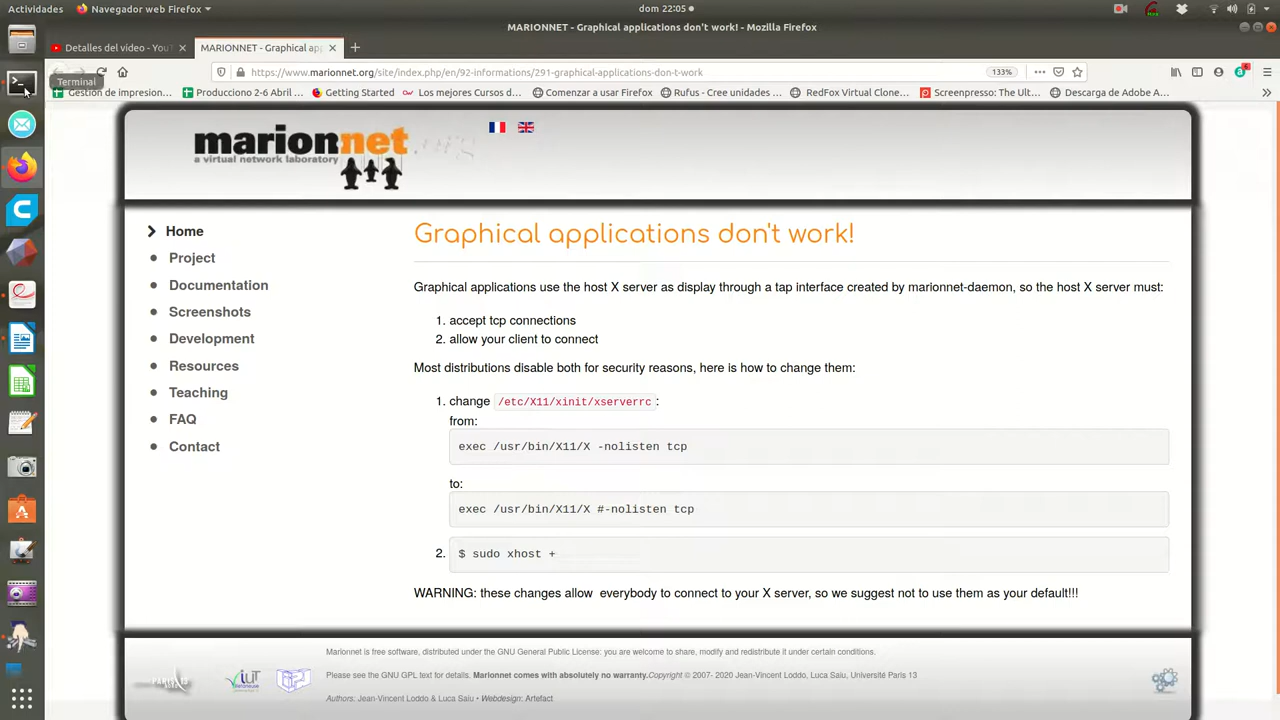 Actividades
Navegador web Firefox
dom 22:05
MARIONNET - Graphical applications don't work! - Mozilla Firefox
Detalles del video - You
MARIONNET - Graphical ap
https://www.marionnet.org/site/index.php/en/92-informations/291-graphical-applications-don-t-work
133%
Terminal
Gestión de impresion...
Producciono 2-6 Abril ...
Getting Started
Los mejores Cursos d...
Comenzar a usar Firefox
Rufus - Cree unidades ...
RedFox Virtual Clone...
Screenpresso: The Ult...
Descarga de Adobe A...
marionnet
a virtual network laboratory
Home
Project
Documentation
Screenshots
Development
Resources
Teaching
FAQ
Contact
Graphical applications don't work!
Graphical applications use the host X server as display through a tap interface created by marionnet-daemon, so the host X server must:
1. accept tcp connections
2. allow your client to connect
Most distributions disable both for security reasons, here is how to change them:
1. change /etc/X11/xinit/xserverrc :
from:
exec /usr/bin/X11/X -nolisten tcp
to:
exec /usr/bin/X11/X #-nolisten tcp
2. $ sudo xhost +
WARNING: these changes allow everybody to connect to your X server, so we suggest not to use them as your default!!!
Marionnet is free software, distributed under the GNU General Public License: you are welcome to share, modify and redistribute it under certain conditions.
Please see the GNU GPL text for details. Marionnet comes with absolutely no warranty.Copyright © 2007- 2020 Jean-Vincent Loddo, Luca Saiu, Université Paris 13
Authors: Jean-Vincent Loddo & Luca Saiu • Webdesign: Artefact